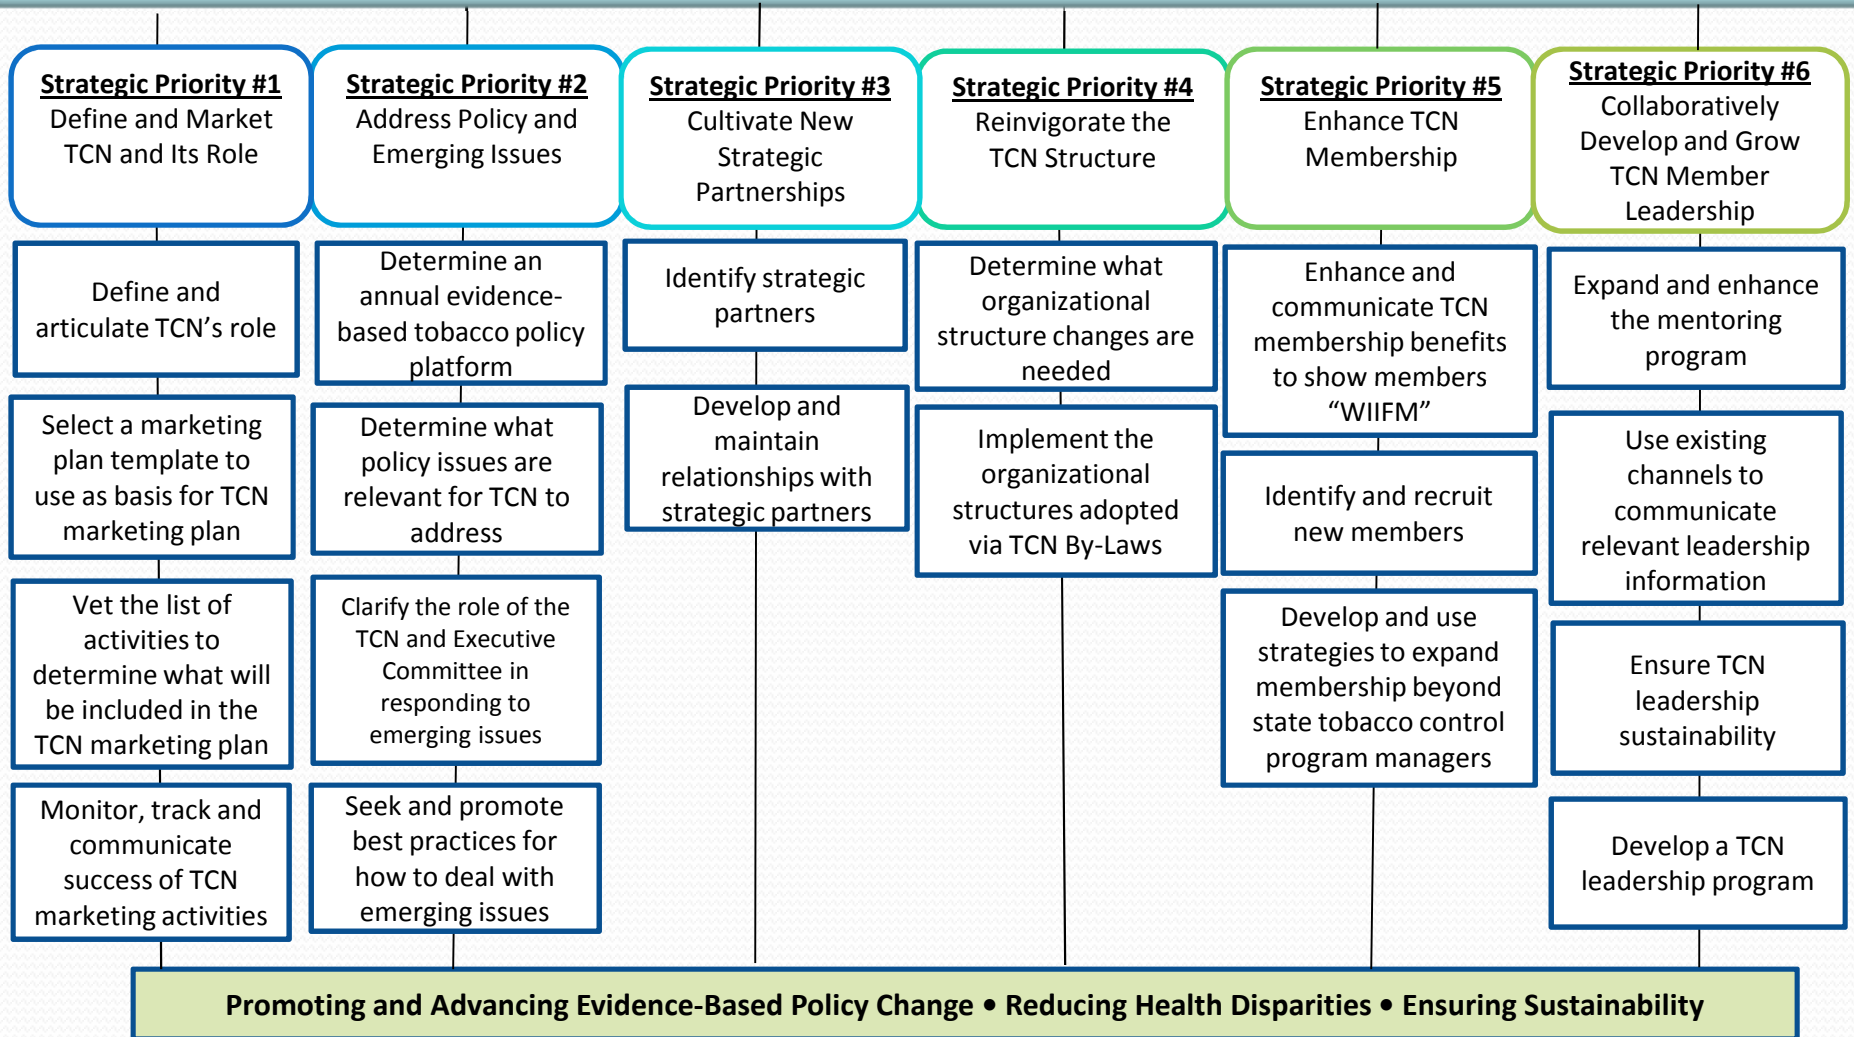 Strategic Priority #1
Define and Market
TCN and Its Role
Define and
articulate TCN’s role
Select a marketing
plan template to
use as basis for TCN
marketing plan
Vet the list of
activities to
determine what will
be included in the
TCN marketing plan
Monitor, track and
communicate
success of TCN
marketing activities
Strategic Priority #2
Address Policy and
Emerging Issues
Determine an
annual evidence-
based tobacco policy
platform
Determine what
policy issues are
relevant for TCN to
address
Clarify the role of the
TCN and Executive
Committee in
responding to
emerging issues
Seek and promote
best practices for
how to deal with
emerging issues
Strategic Priority #3
Cultivate New
Strategic
Partnerships
Identify strategic
partners
Develop and
maintain
relationships with
strategic partners
Strategic Priority #4
Reinvigorate the
TCN Structure
Determine what
organizational
structure changes are
needed
Implement the
organizational
structures adopted
via TCN By-Laws
Strategic Priority #5
Enhance TCN
Membership
Enhance and
communicate TCN
membership benefits
to show members
“WIIFM”
Identify and recruit
new members
Develop and use
strategies to expand
membership beyond
state tobacco control
program managers
Strategic Priority #6
Collaboratively
Develop and Grow
TCN Member
Leadership
Expand and enhance
the mentoring
program
Use existing
channels to
communicate
relevant leadership
information
Ensure TCN
leadership
sustainability
Develop a TCN
leadership program
Promoting and Advancing Evidence-Based Policy Change • Reducing Health Disparities • Ensuring Sustainability